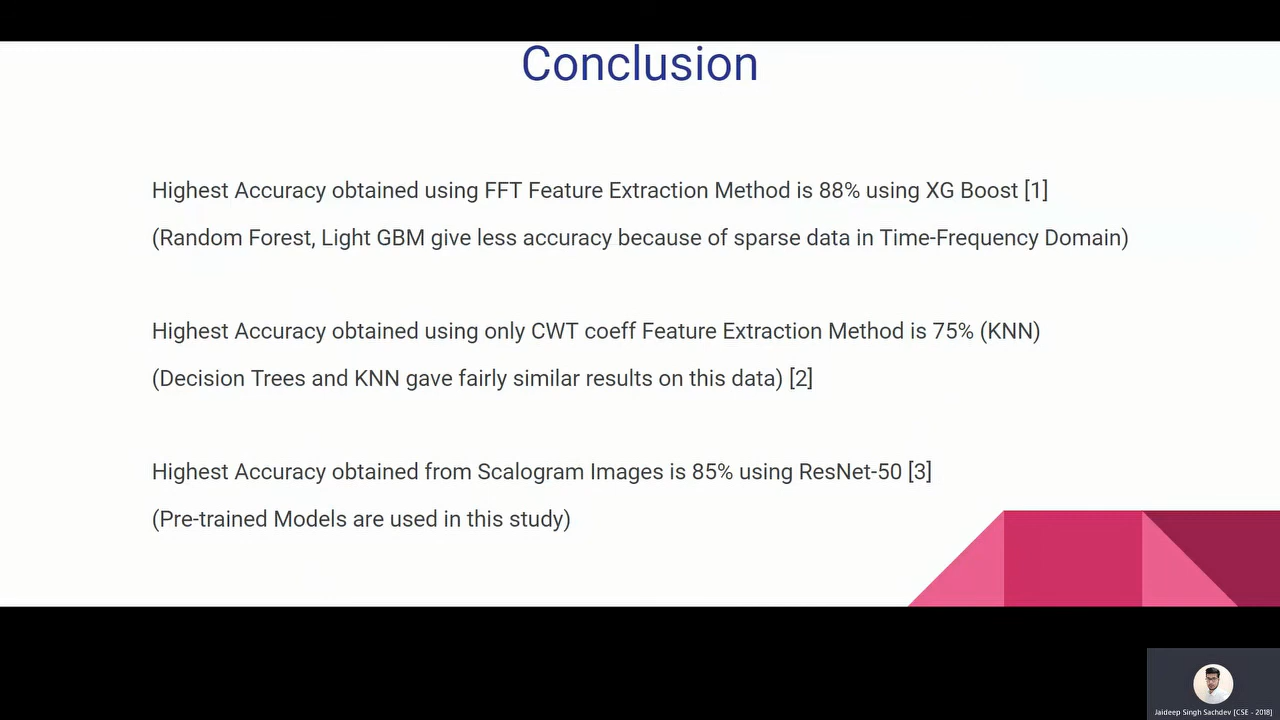 Conclusion
Highest Accuracy obtained using FFT Feature Extraction Method is 88% using XG Boost [1]
(Random Forest, Light GBM give less accuracy because of sparse data in Time-Frequency Domain)
Highest Accuracy obtained using only CWT coeff Feature Extraction Method is 75% (KNN)
(Decision Trees and KNN gave fairly similar results on this data) [2]
Highest Accuracy obtained from Scalogram Images is 85% using ResNet-50 [3]
(Pre-trained Models are used in this study)
Jaideep Singh Sachdev [CSE - 2018]